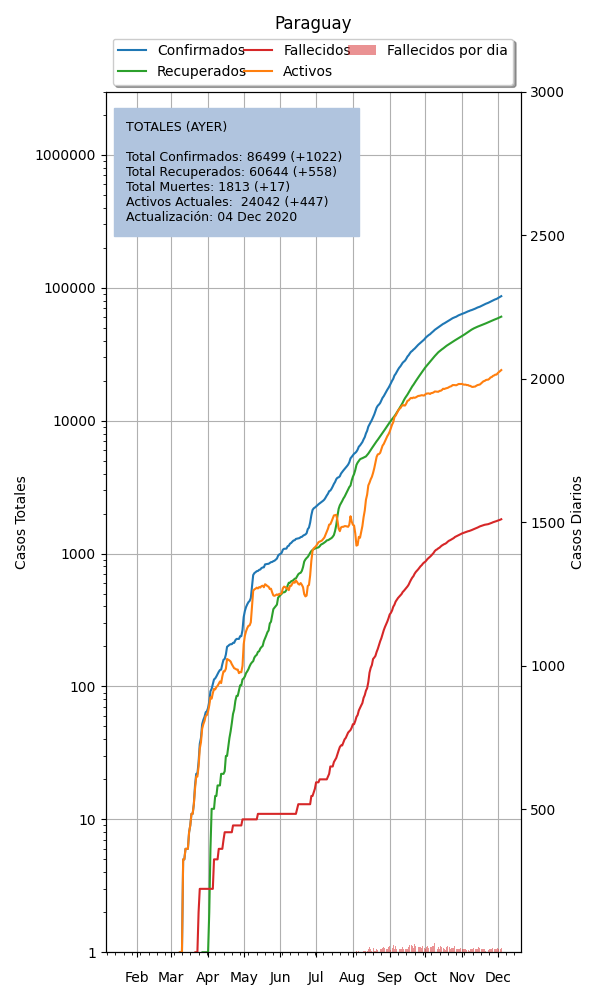 Paraguay
Confirmados
Fallecidos
Fallecidos por dia
Recuperados
Activos
TOTALES (AYER)
Total Confirmados: 86499 (+1022)
Total Recuperados: 60644 (+558)
Total Muertes: 1813 (+17)
Activos Actuales:  24042 (+447)
Actualización: 04 Dec 2020
Casos Totales
1000000
100000
10000
1000
100
10
1
Casos Diarios
3000
2500
2000
1500
1000
500
Feb Mar Apr May Jun Jul Aug Sep Oct Nov Dec